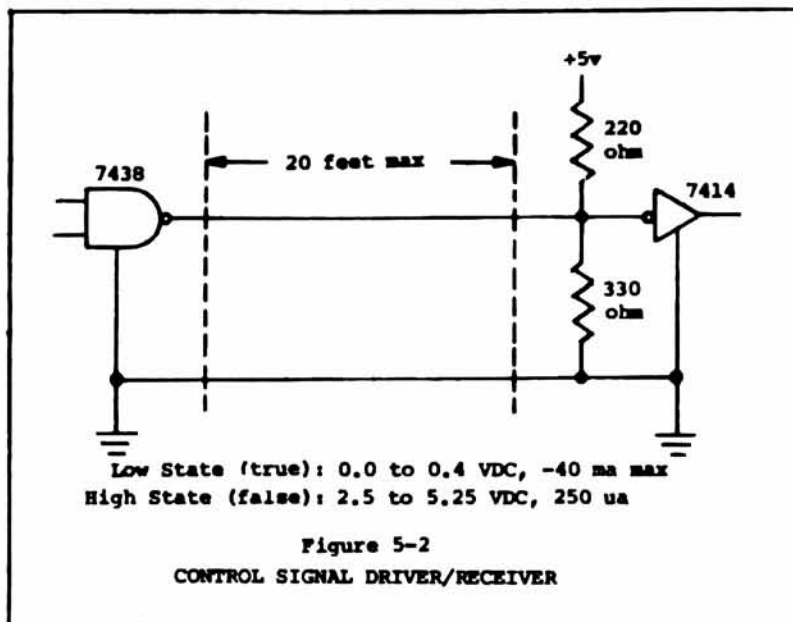 +5v
220
ohm
7438
20 feet max
7414
330
ohm
Low State (true): 0.0 to 0.4 VDC, -40 ma max
High State (false): 2.5 to 5.25 VDC, 250 ua
Figure 5-2
CONTROL SIGNAL DRIVER/RECEIVER